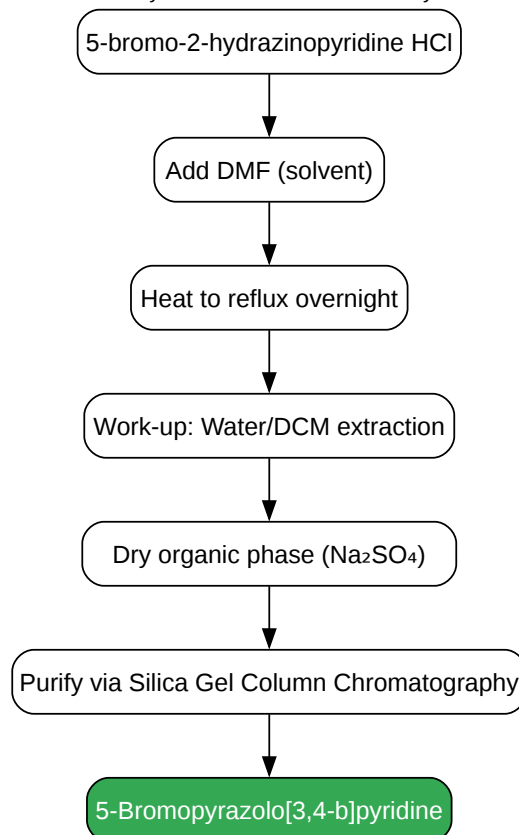 5-bromo-2-hydrazinopyridine HCl
Add DMF (solvent)
Heat to reflux overnight
Work-up: Water/DCM extraction
Dry organic phase (Na₂SO₄)
Purify via Silica Gel Column Chromatography
5-Bromopyrazolo[3,4-b]pyridine